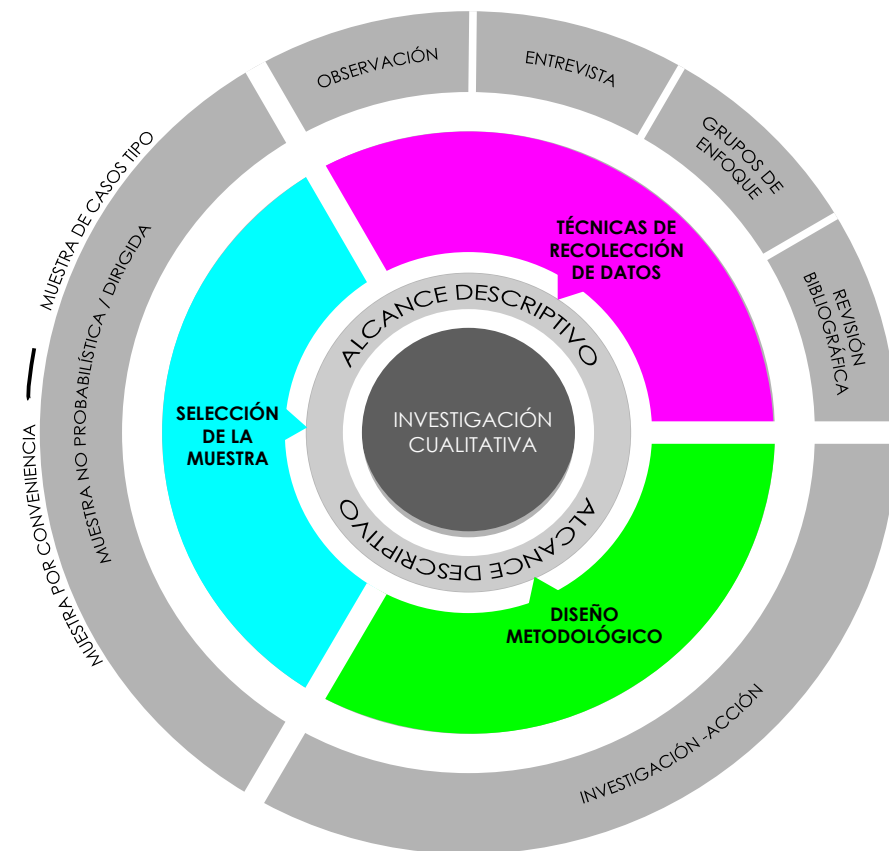 OBSERVACIÓN
ENTREVISTA
GRUPOS DE
ENFOQUE
REVISIÓN
BIBLIOGRÁFICA
TÉCNICAS DE
RECOLECCIÓN
DE DATOS
MUESTRA DE CASOS TIPO
MUESTRA POR CONVENIENCIA
MUESTRA NO PROBABILÍSTICA / DIRIGIDA
SELECCIÓN
DE LA
MUESTRA
ALCANCE DESCRIPTIVO
INVESTIGACIÓN
CUALITATIVA
ALCANCE DESCRIPTIVO
DISEÑO
METODOLÓGICO
INVESTIGACIÓN -ACCIÓN